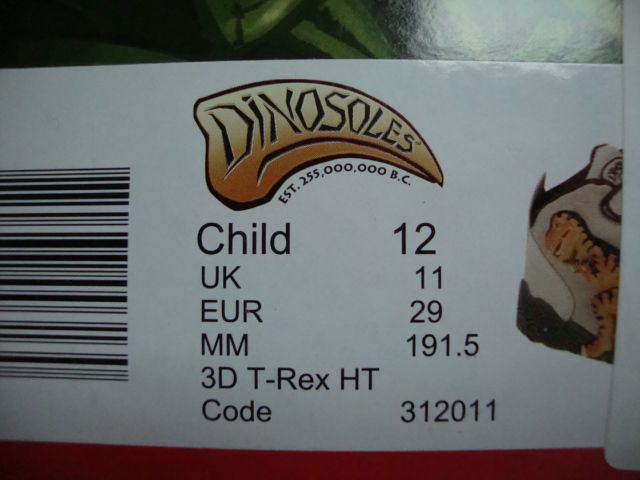 DINOSOLES
EST. 255,000,000 B.C.
Child 12
UK 11
EUR 29
MM 191.5
3D T-Rex HT
Code 312011